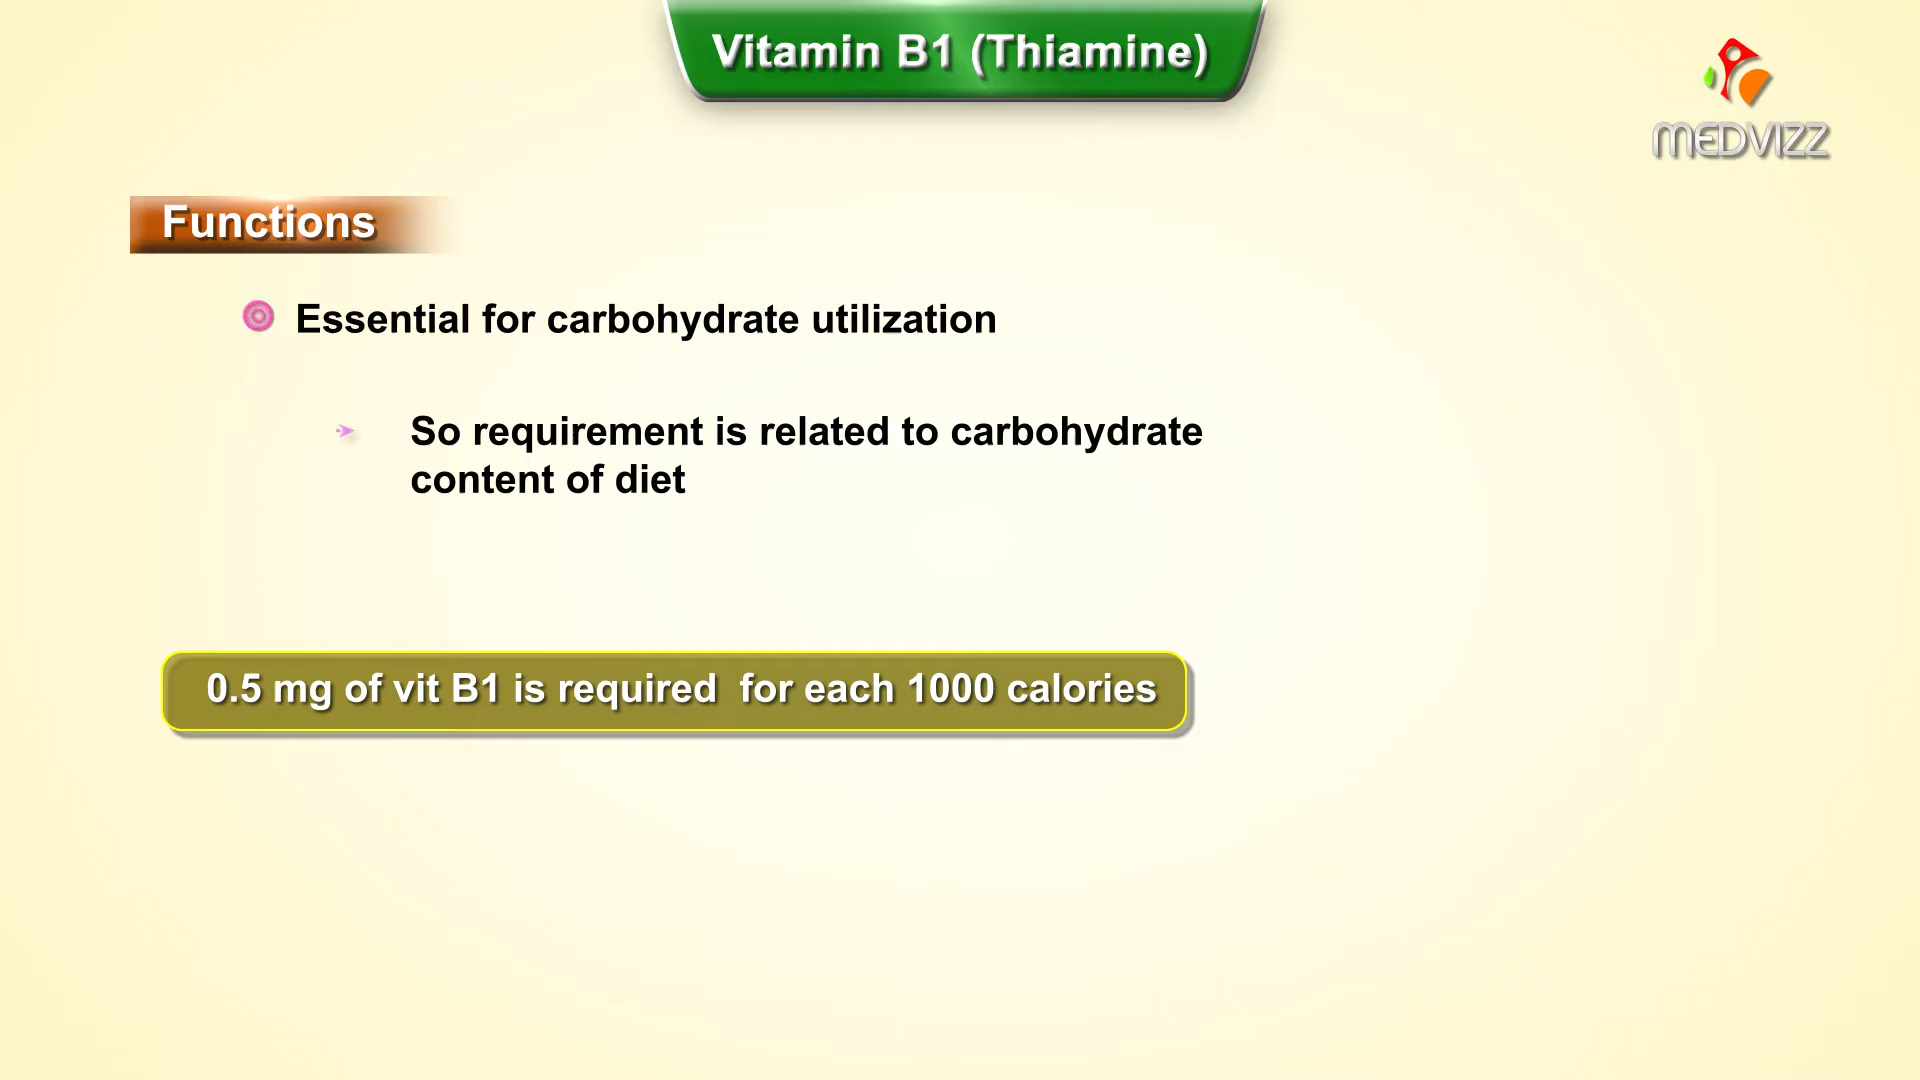 Vitamin B1 (Thiamine)
MEDVIZZ
Functions
Essential for carbohydrate utilization
So requirement is related to carbohydrate
content of diet
0.5 mg of vit B1 is required  for each 1000 calories